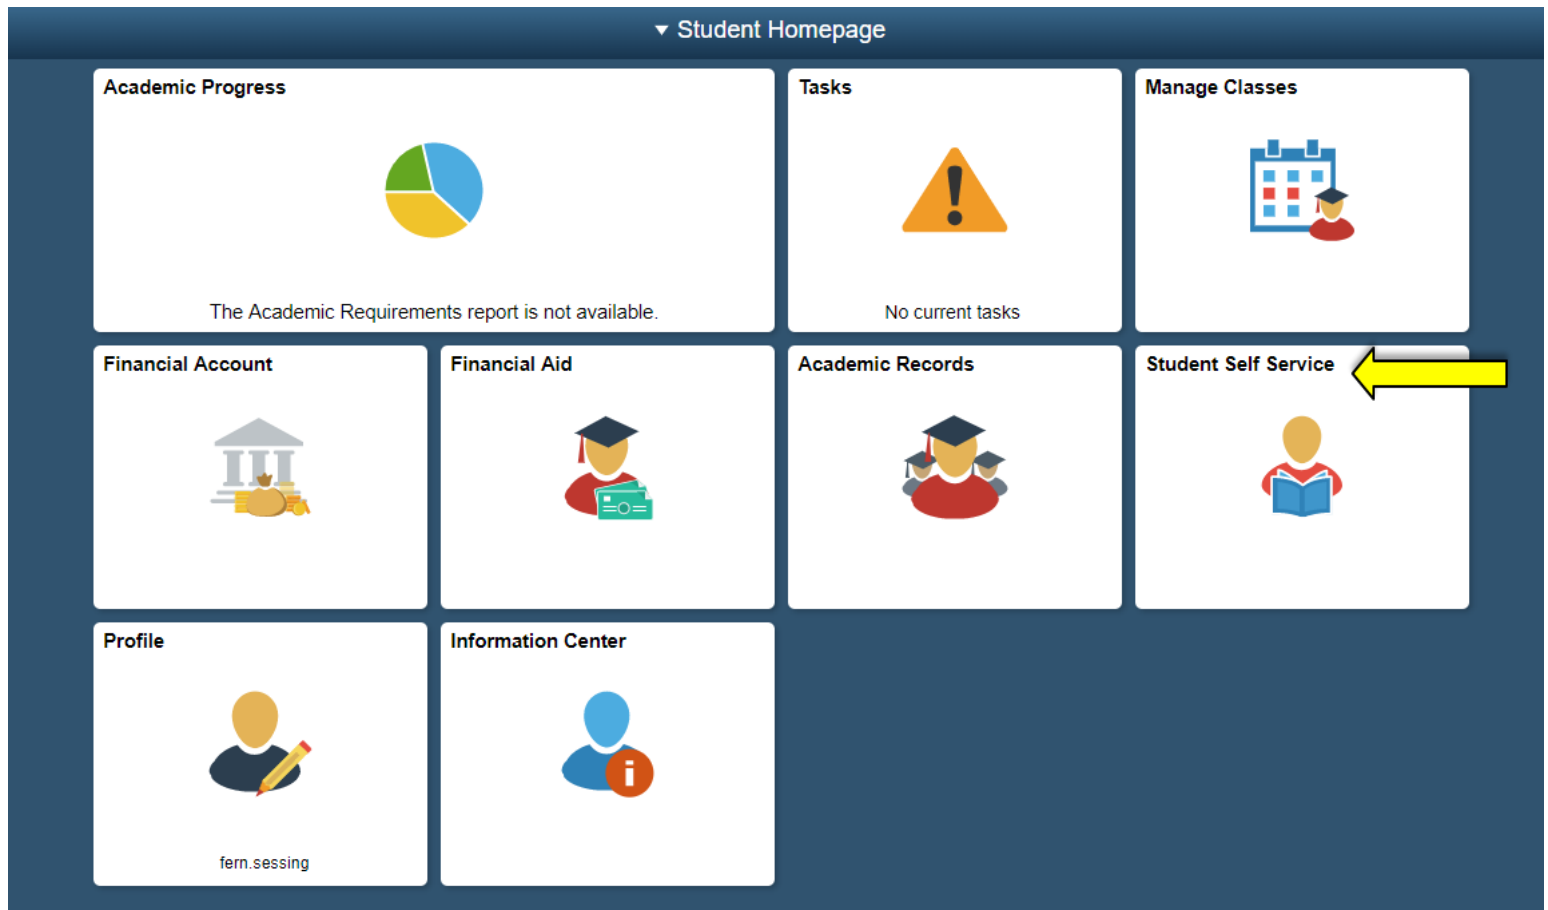 Student Homepage
Academic Progress
Tasks
Manage Classes
The Academic Requirements report is not available.
No current tasks
Financial Account
Financial Aid
Academic Records
Student Self Service
Profile
Information Center
fern.sessing